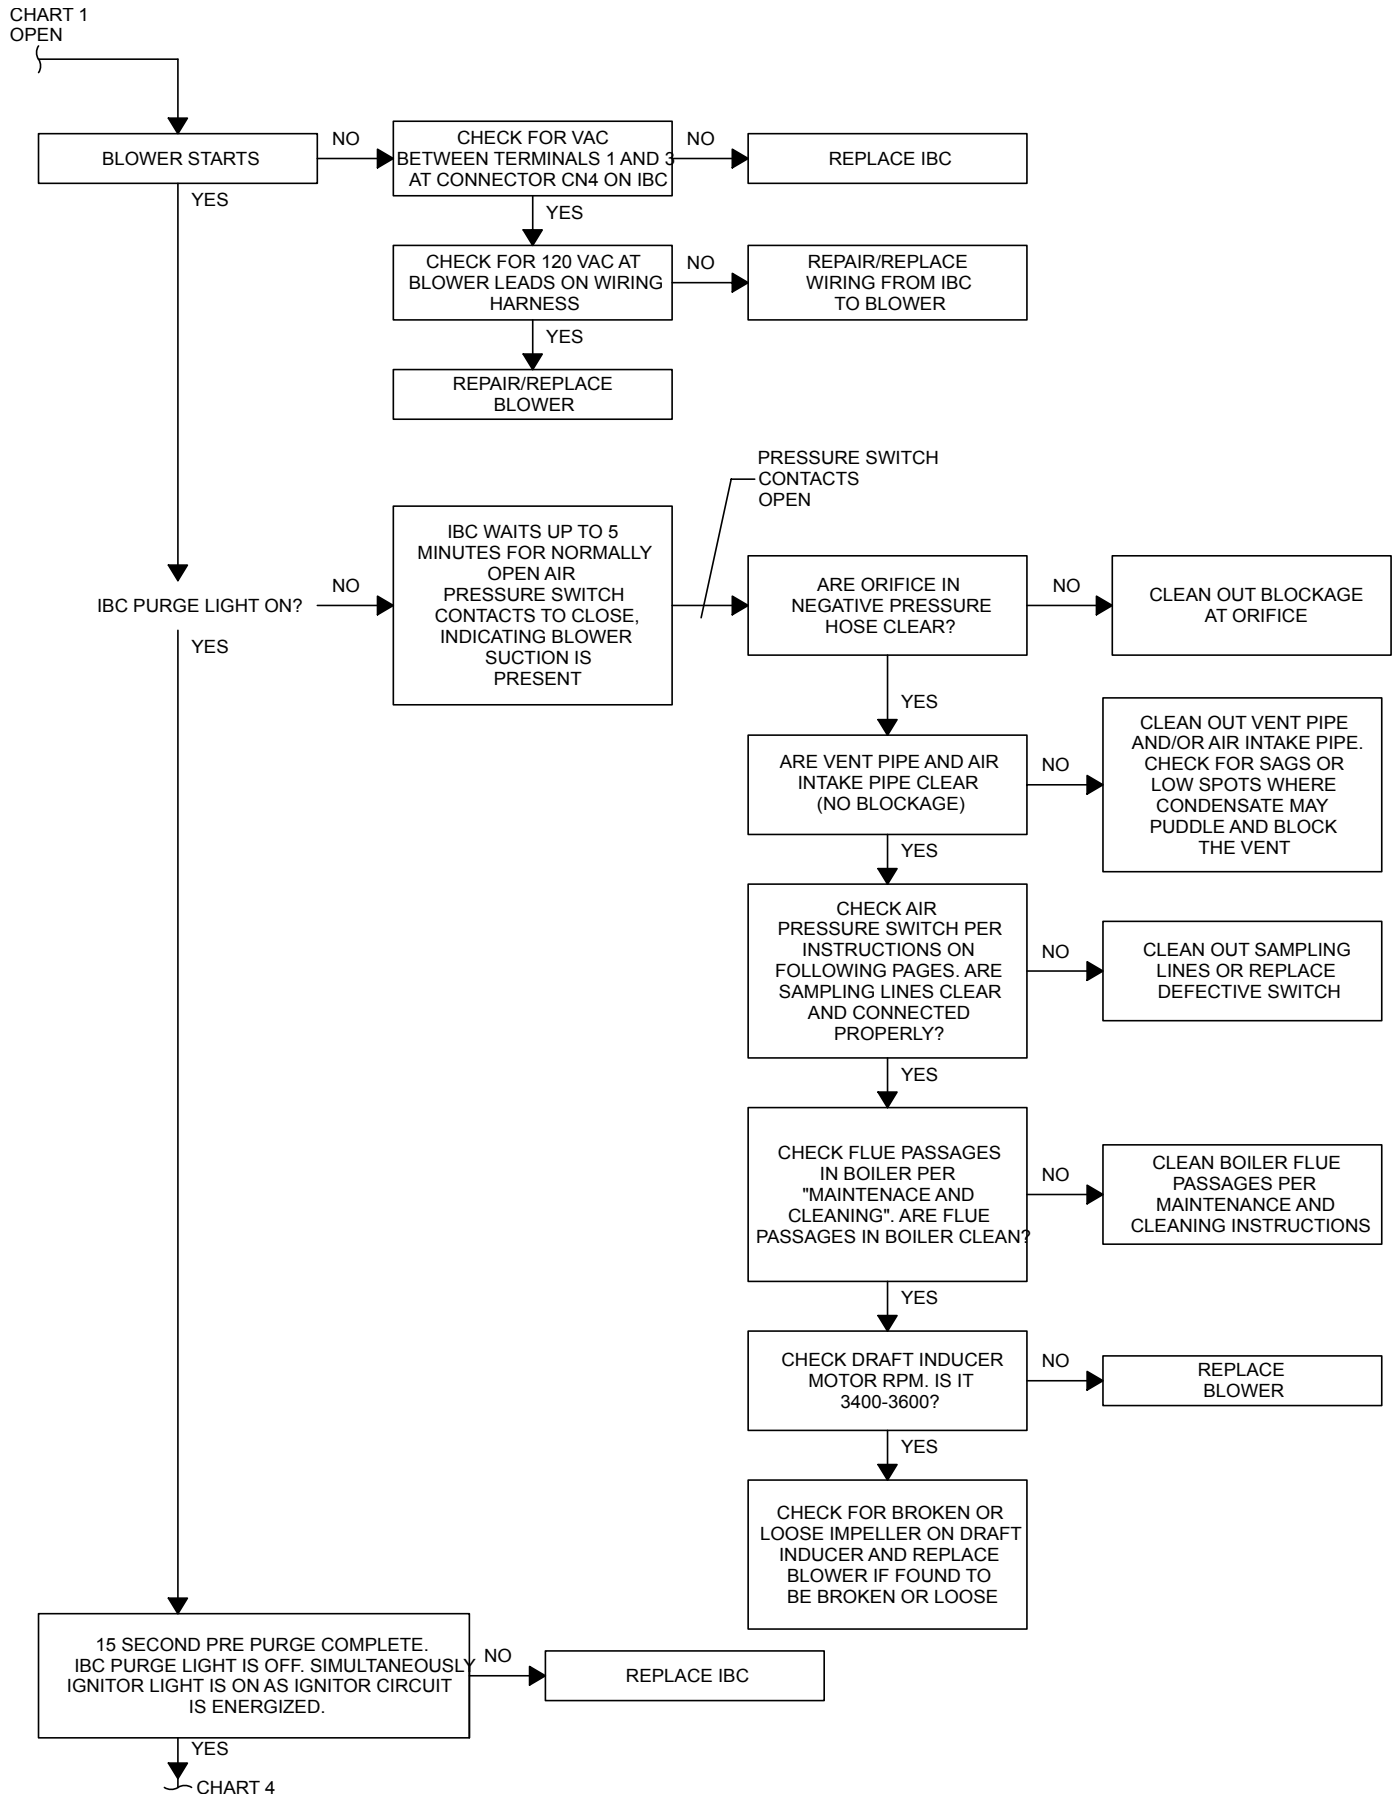 CHART 1
OPEN
BLOWER STARTS
NO
CHECK FOR VAC
BETWEEN TERMINALS 1 AND 3
AT CONNECTOR CN4 ON IBC
NO
REPLACE IBC
YES
YES
CHECK FOR 120 VAC AT
BLOWER LEADS ON WIRING
HARNESS
NO
REPAIR/REPLACE
WIRING FROM IBC
TO BLOWER
YES
REPAIR/REPLACE
BLOWER
PRESSURE SWITCH
CONTACTS
OPEN
IBC PURGE LIGHT ON?
NO
IBC WAITS UP TO 5
MINUTES FOR NORMALLY
OPEN AIR
PRESSURE SWITCH
CONTACTS TO CLOSE,
INDICATING BLOWER
SUCTION IS
PRESENT
ARE ORIFICE IN
NEGATIVE PRESSURE
HOSE CLEAR?
NO
CLEAN OUT BLOCKAGE
AT ORIFICE
YES
YES
ARE VENT PIPE AND AIR
INTAKE PIPE CLEAR
(NO BLOCKAGE)
NO
CLEAN OUT VENT PIPE
AND/OR AIR INTAKE PIPE.
CHECK FOR SAGS OR
LOW SPOTS WHERE
CONDENSATE MAY
PUDDLE AND BLOCK
THE VENT
YES
CHECK AIR
PRESSURE SWITCH PER
INSTRUCTIONS ON
FOLLOWING PAGES. ARE
SAMPLING LINES CLEAR
AND CONNECTED
PROPERLY?
NO
CLEAN OUT SAMPLING
LINES OR REPLACE
DEFECTIVE SWITCH
YES
CHECK FLUE PASSAGES
IN BOILER PER
"MAINTENACE AND
CLEANING". ARE FLUE
PASSAGES IN BOILER CLEAN?
NO
CLEAN BOILER FLUE
PASSAGES PER
MAINTENANCE AND
CLEANING INSTRUCTIONS
YES
CHECK DRAFT INDUCER
MOTOR RPM. IS IT
3400-3600?
NO
REPLACE
BLOWER
YES
CHECK FOR BROKEN OR
LOOSE IMPELLER ON DRAFT
INDUCER AND REPLACE
BLOWER IF FOUND TO
BE BROKEN OR LOOSE
15 SECOND PRE PURGE COMPLETE.
IBC PURGE LIGHT IS OFF. SIMULTANEOUSLY
IGNITOR LIGHT IS ON AS IGNITOR CIRCUIT
IS ENERGIZED.
NO
REPLACE IBC
YES
CHART 4